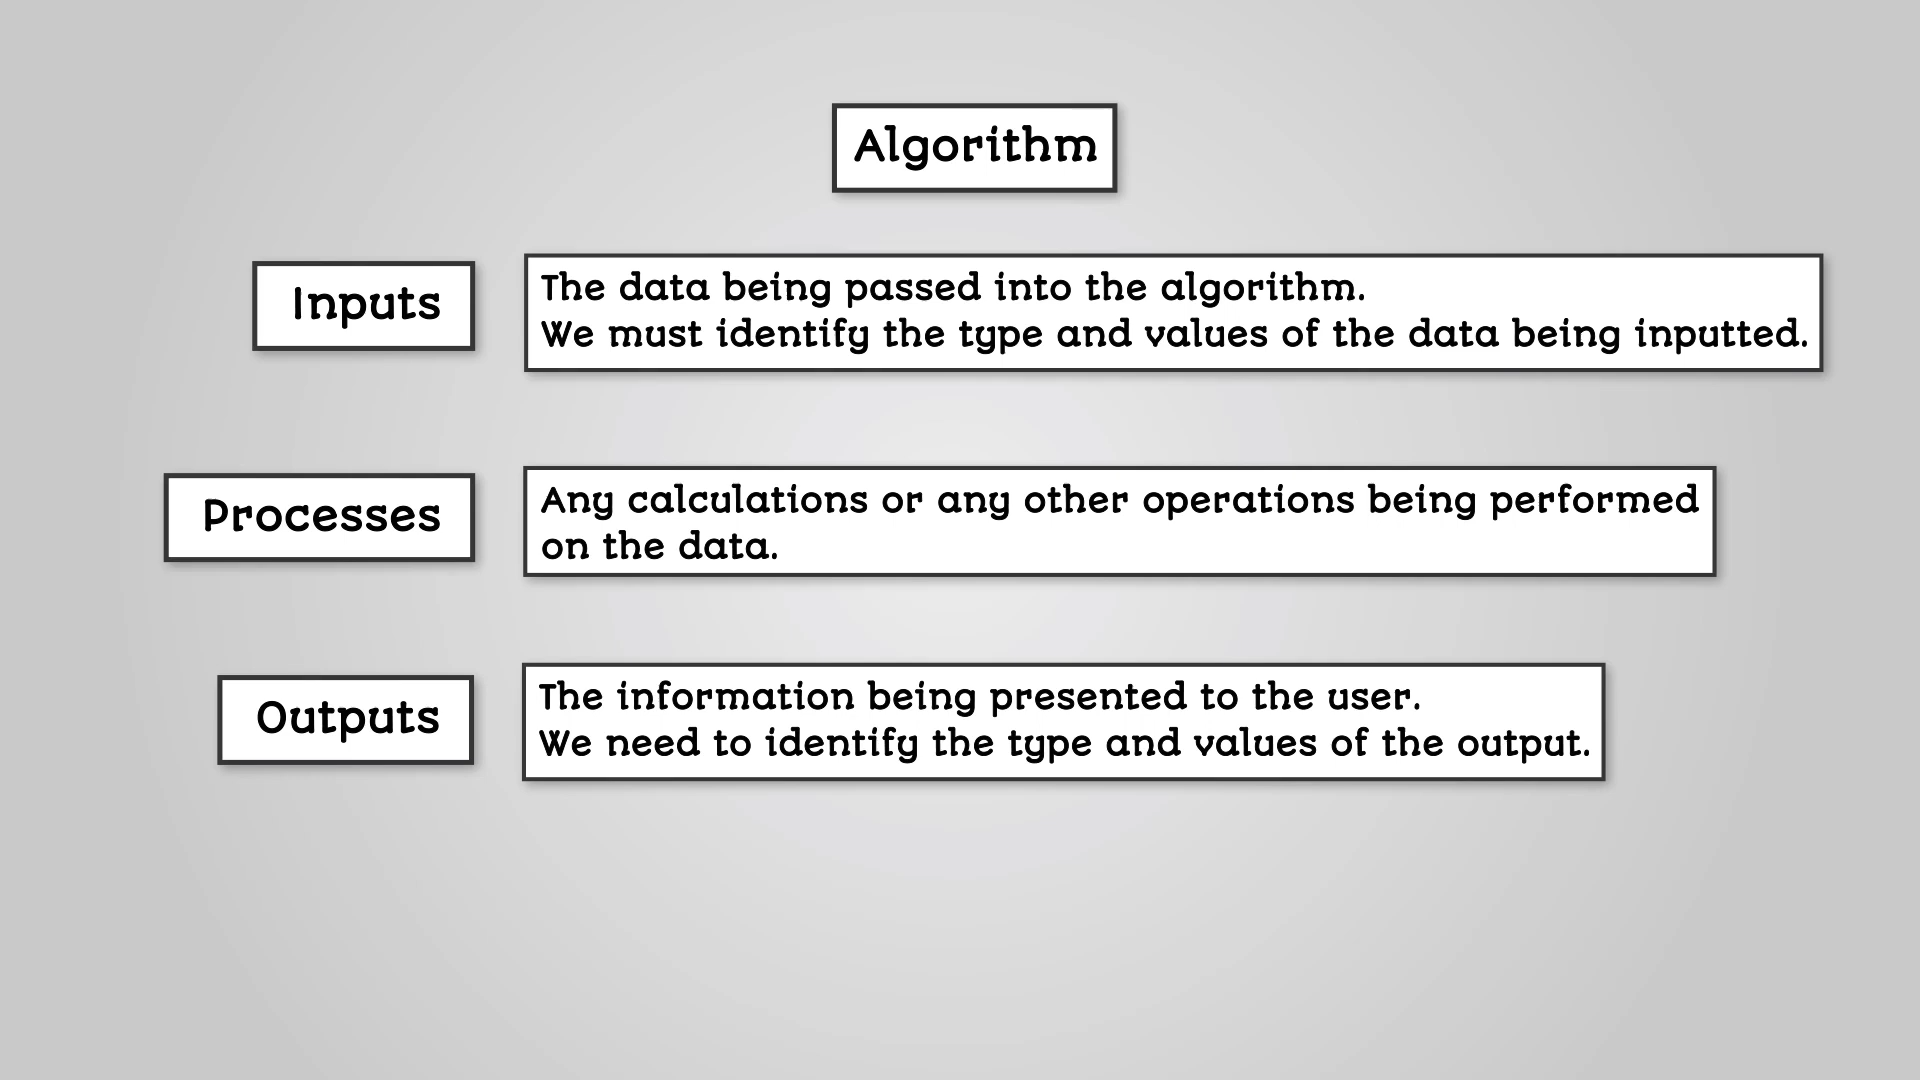 Algorithm
Inputs
The data being passed into the algorithm.
We must identify the type and values of the data being inputted.
Processes
Any calculations or any other operations being performed
on the data.
Outputs
The information being presented to the user.
We need to identify the type and values of the output.